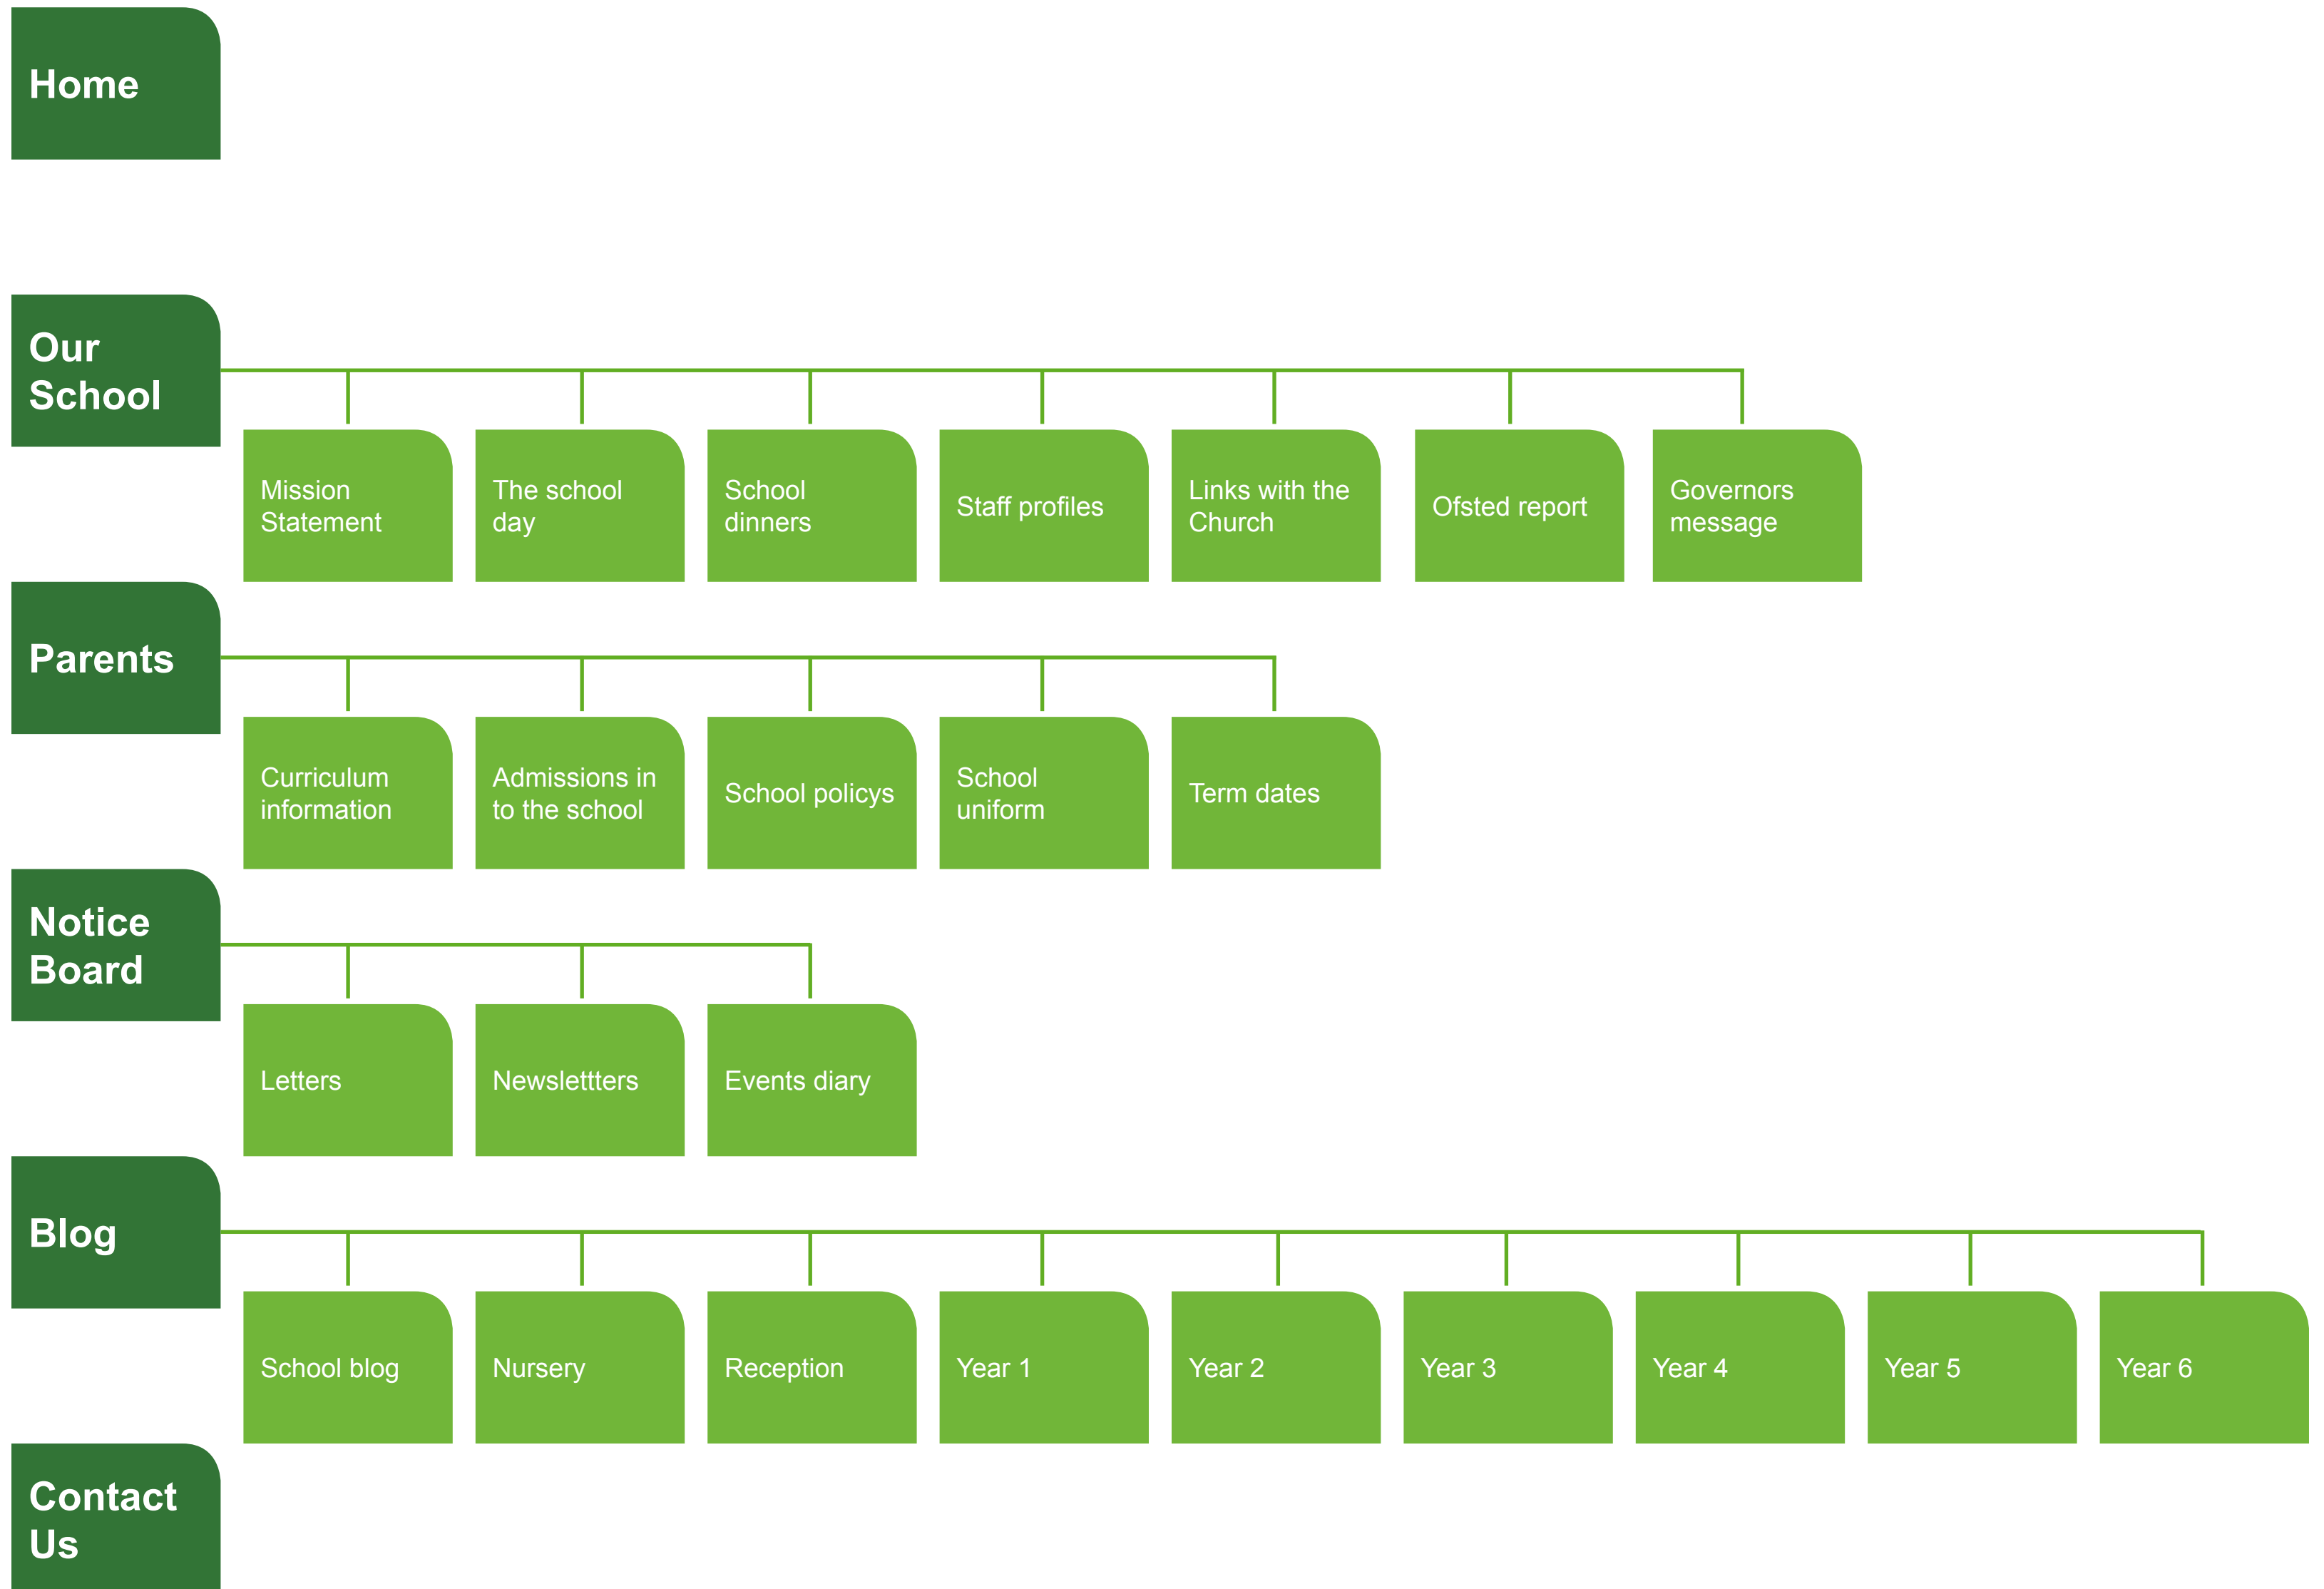 Home
Our
School
Mission
Statement
The school
day
School
dinners
Staff profiles
Links with the
Church
Ofsted report
Governors
message
Parents
Curriculum
information
Admissions in
to the school
School policys
School
uniform
Term dates
Notice
Board
Letters
Newslettters
Events diary
Blog
School blog
Nursery
Reception
Year 1
Year 2
Year 3
Year 4
Year 5
Year 6
Contact
Us